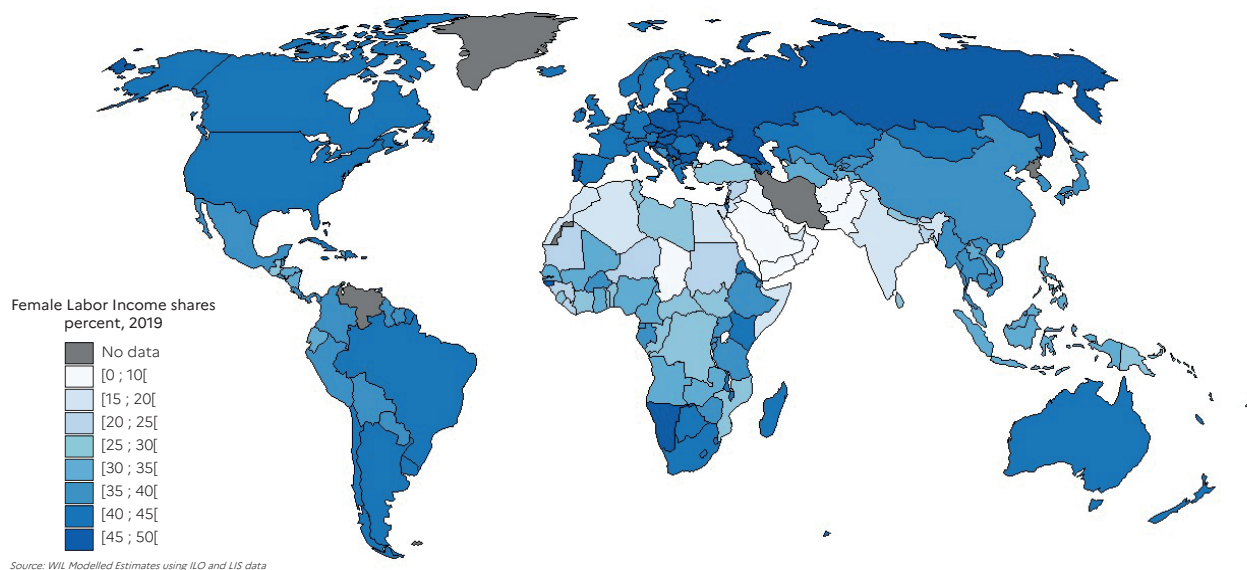 Female Labor Income shares
percent, 2019
No data
[0 ; 10[
[15 ; 20[
[20 ; 25[
[25 ; 30[
[30 ; 35[
[35 ; 40[
[40 ; 45[
[45 ; 50[
Source: WIL Modelled Estimates using ILO and LIS data